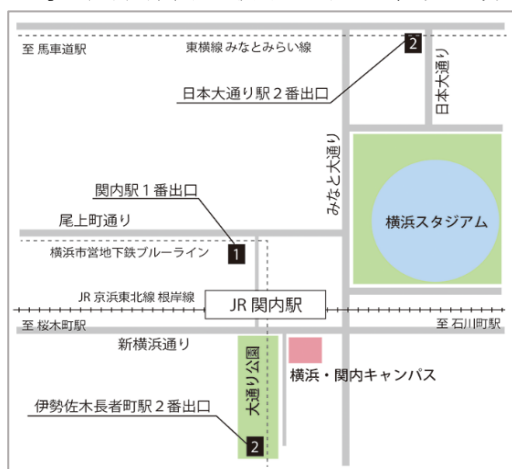 至 馬車道駅
東横線 みなとみらい線
2
日本大通り駅２番出口
日本大通り
みなと大通り
関内駅１番出口
横浜スタジアム
尾上町通り
横浜市営地下鉄ブルーライン
1
JR 京浜東北線 根岸線
JR 関内駅
至 桜木町駅
至 石川町駅
新横浜通り
大通り公園
横浜・関内キャンパス
伊勢佐木長者町駅２番出口
2